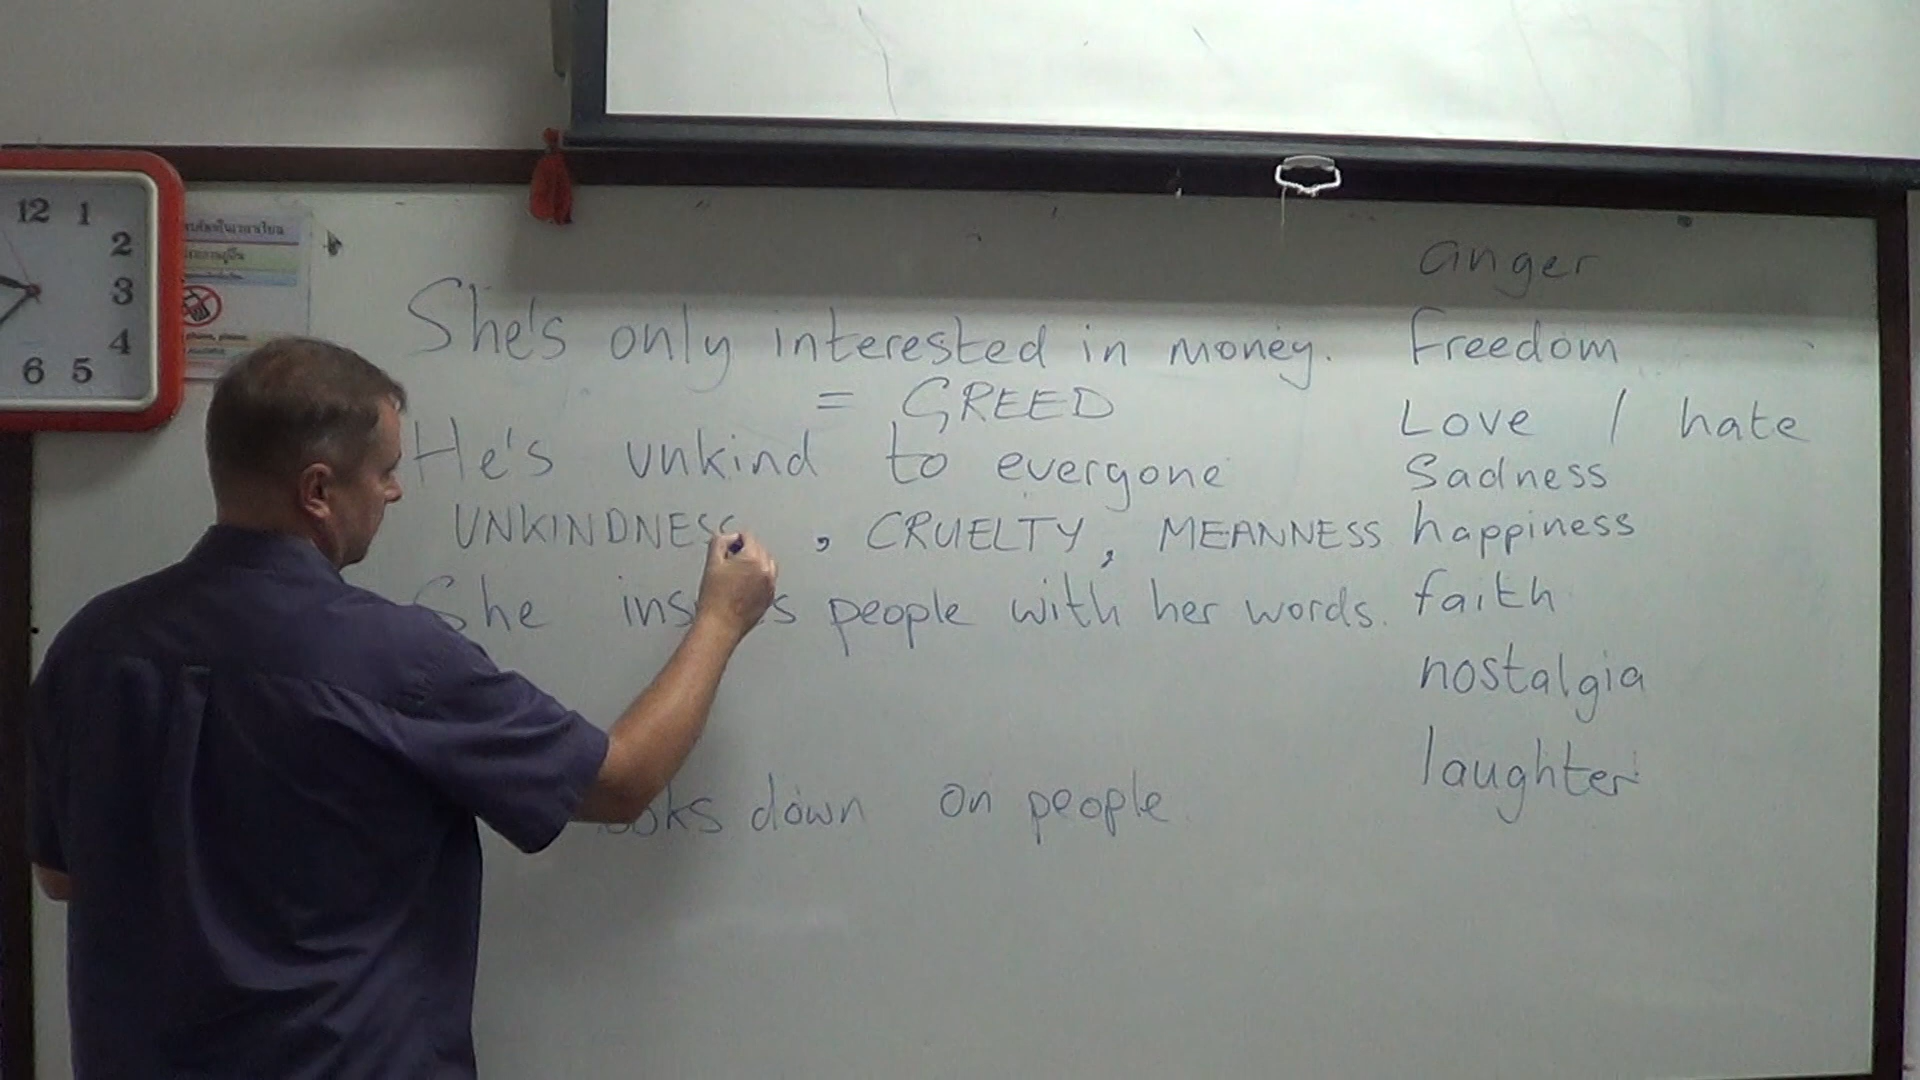 12 1
2
3
4
5
6
She's only interested in money.
= GREED
He's unkind to everyone
UNKINDNESS, CRUELTY, MEANNESS
She people with her words.
down on people
anger
Freedom
Love / hate
Sadness
happiness
faith
nostalgia
laughter